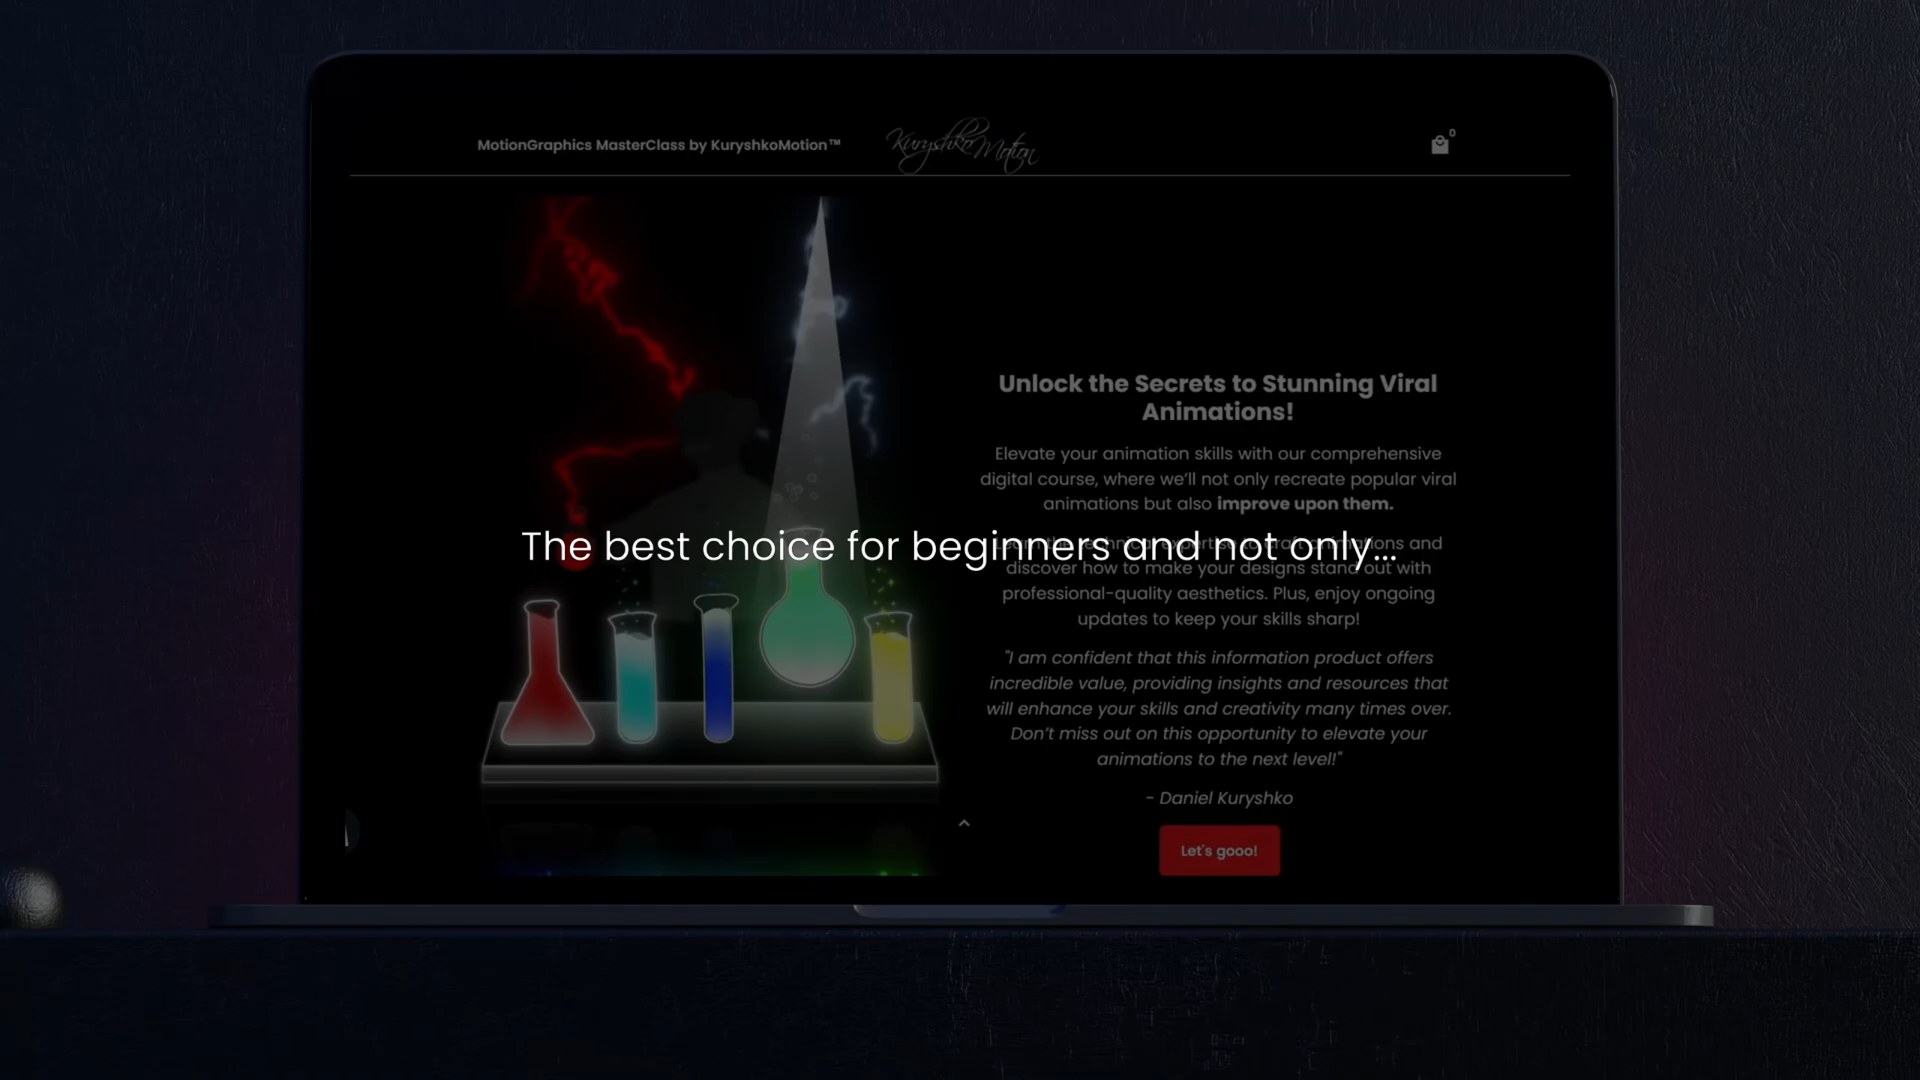 MotionGraphics MasterClass by KuryshkoMotion™
KuryshkoMotion
0
Unlock the Secrets to Stunning Viral
Animations!
Elevate your animation skills with our comprehensive
digital course, where we'll not only recreate popular viral
animations but also improve upon them.
The best choice for beginners and not only...
and
discover how to make your designs stand out with
professional-quality aesthetics. Plus, enjoy ongoing
updates to keep your skills sharp!
"I am confident that this information product offers
incredible value, providing insights and resources that
will enhance your skills and creativity many times over.
Don't miss out on this opportunity to elevate your
animations to the next level!"
- Daniel Kuryshko
Let's gooo!